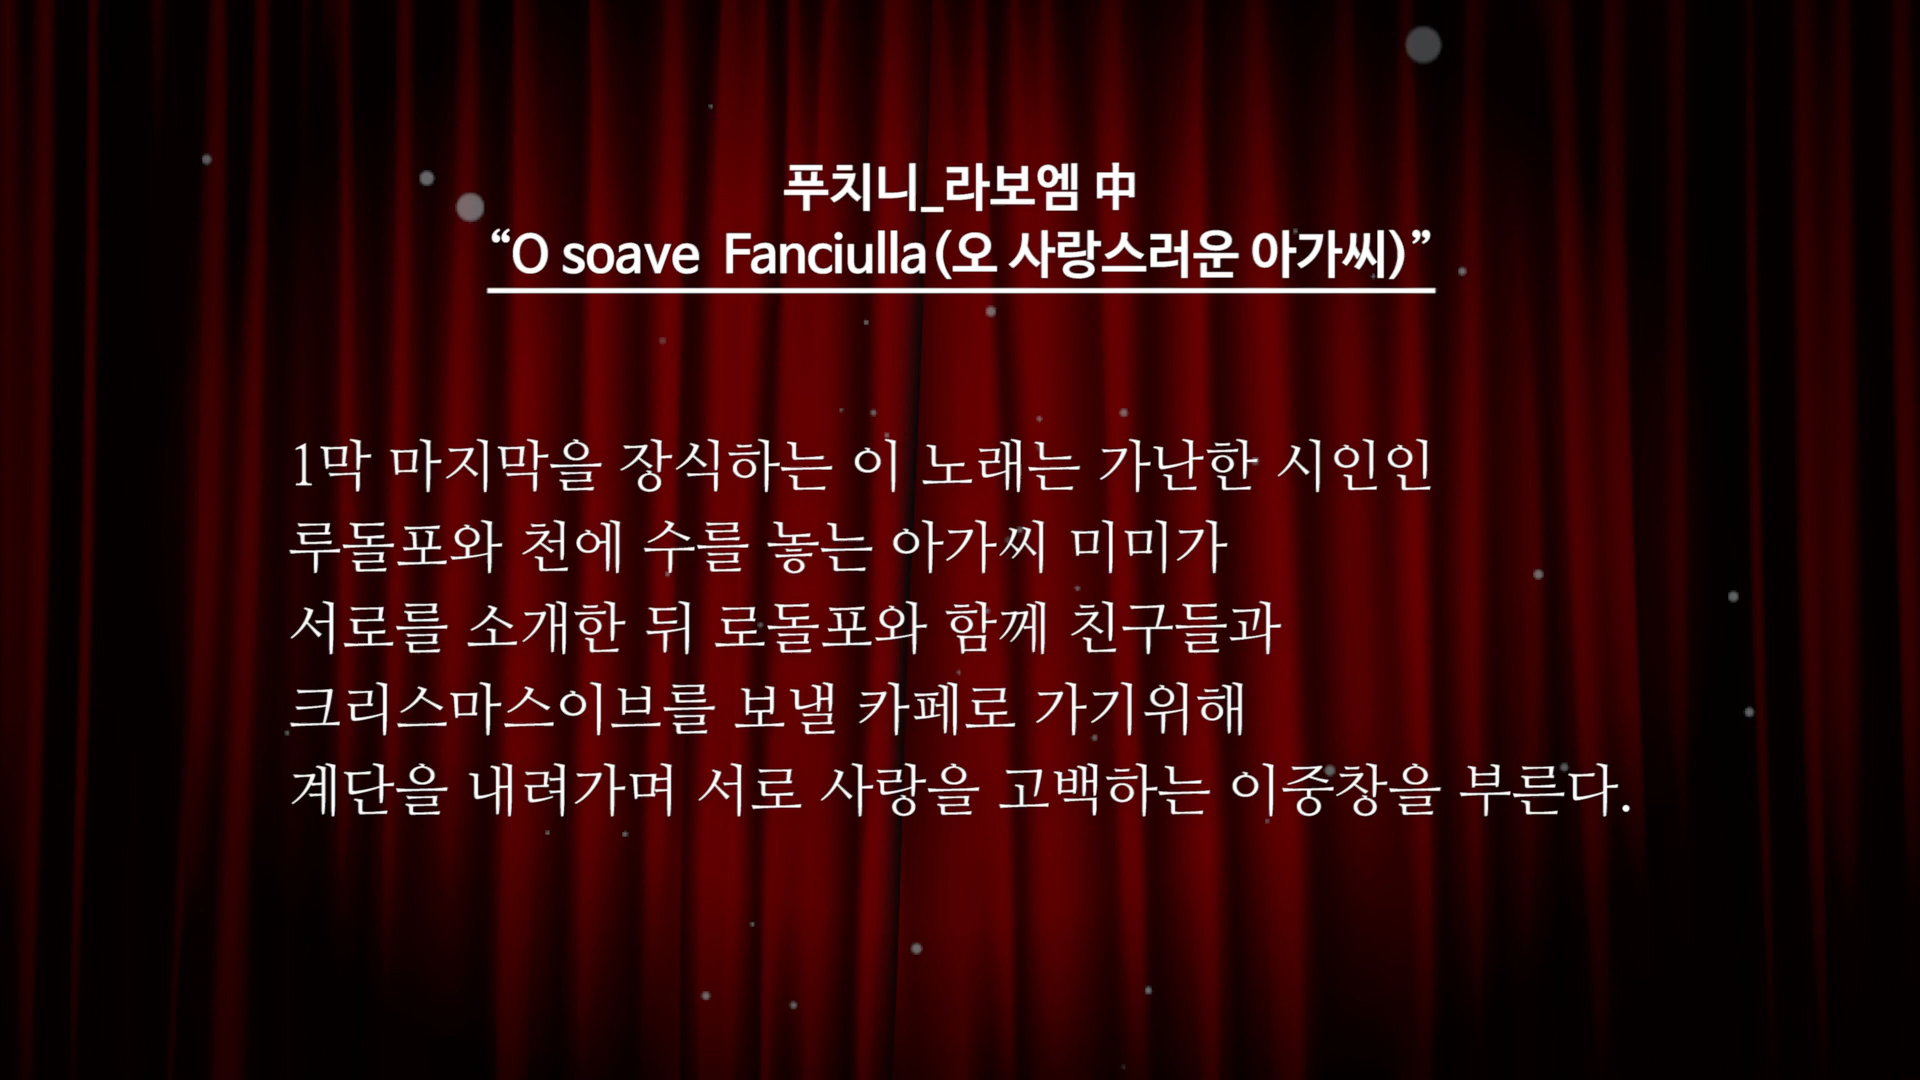 푸치니_라보엠 中
“O soave Fanciulla(오 사랑스러운 아가씨)”
1막 마지막을 장식하는 이 노래는 가난한 시인인
루돌포와 천에 수를 놓는 아가씨 미미가
서로를 소개한 뒤 로돌포와 함께 친구들과
크리스마스이브를 보낼 카페로 가기위해
계단을 내려가며 서로 사랑을 고백하는 이중창을 부른다.